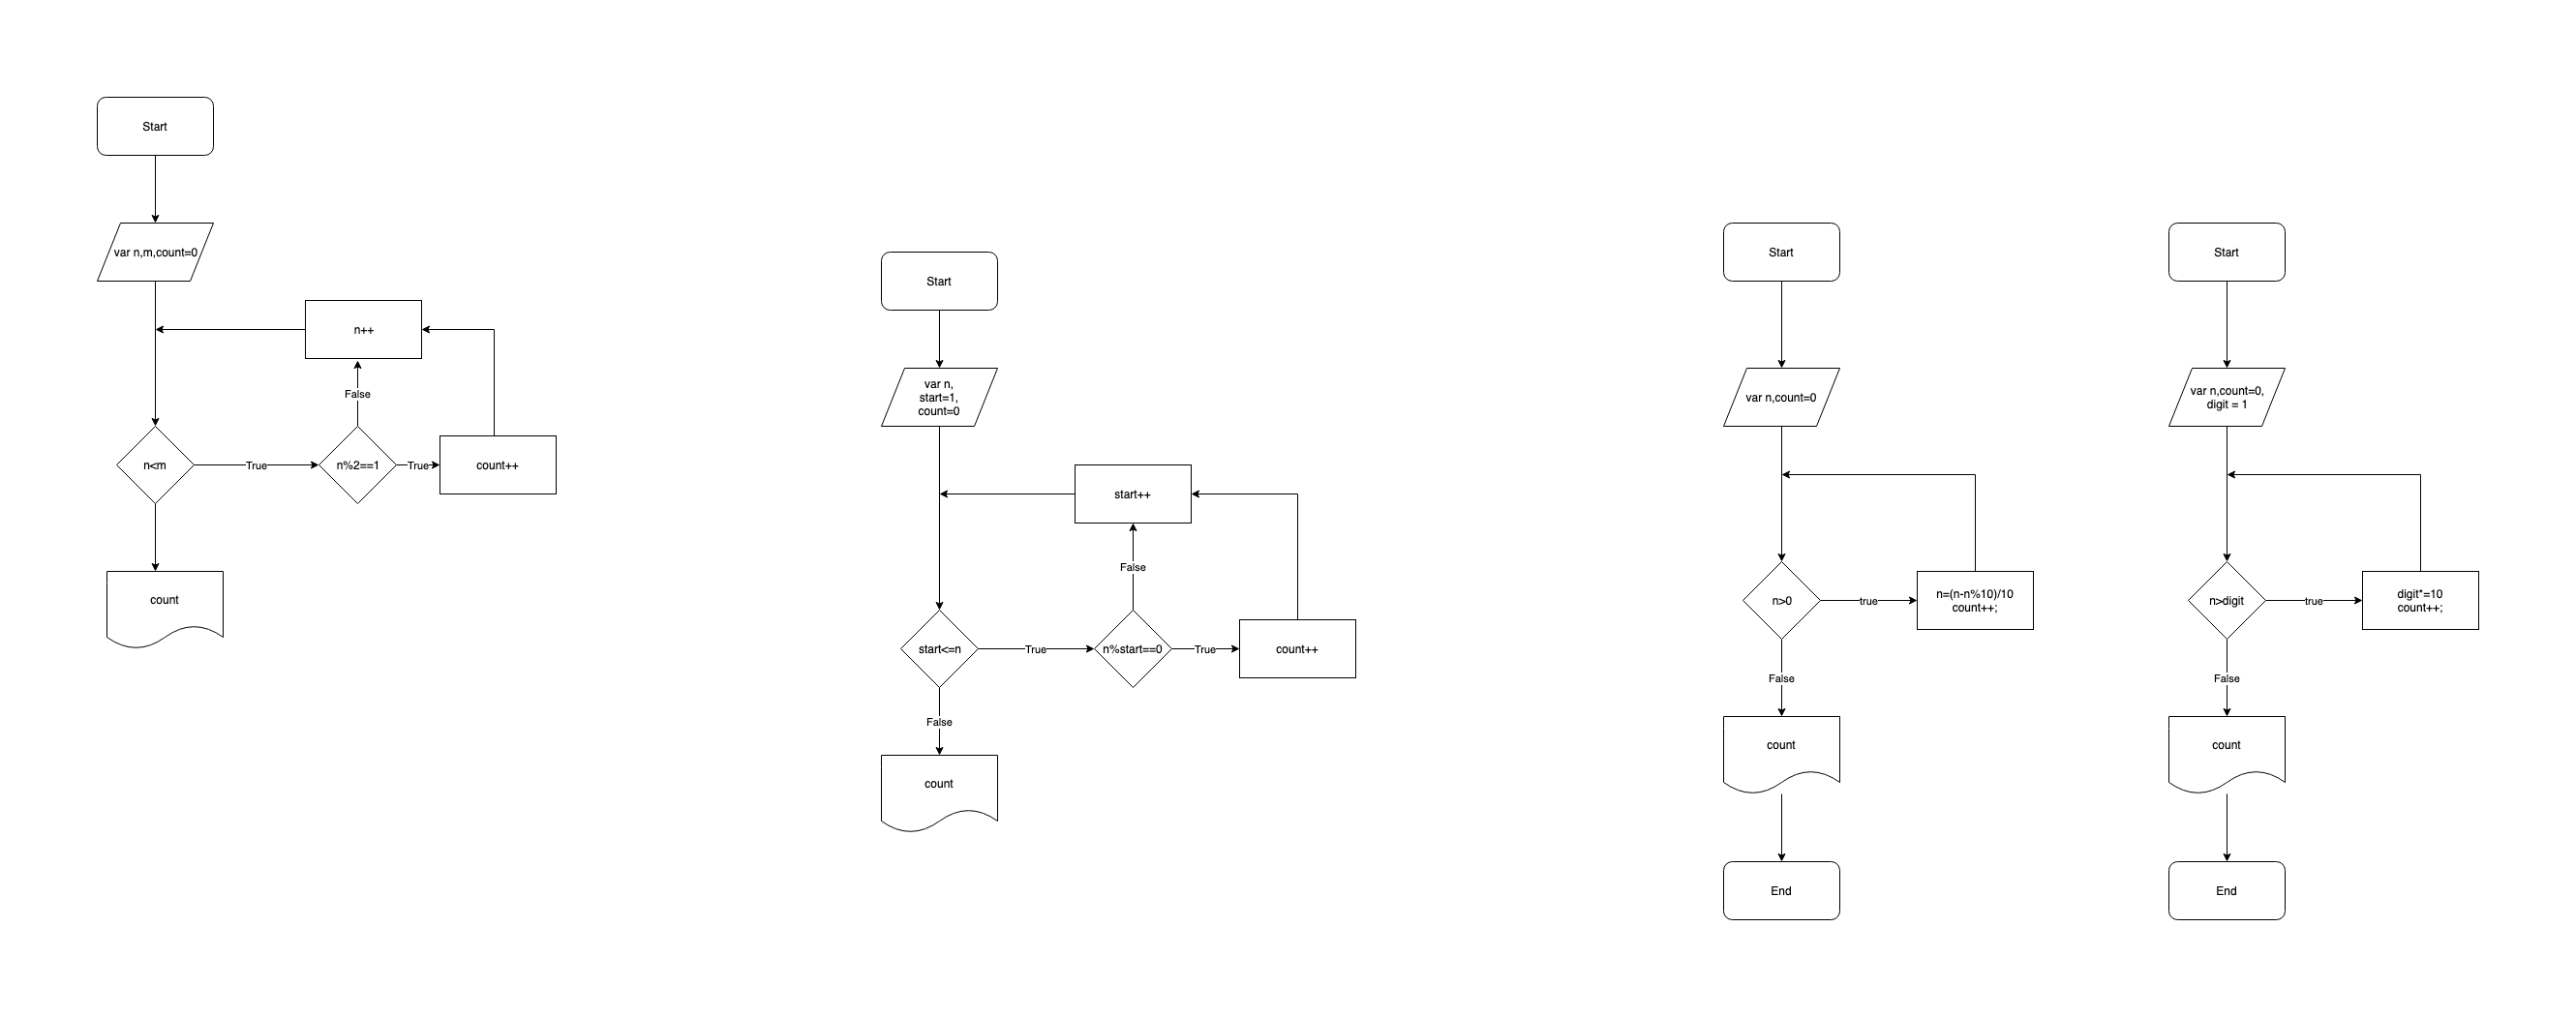 Start
var n,m,count=0
n++
False
n<m
True
n%2==1
True
count++
count
Start
var n,
start=1,
count=0
start++
False
start<=n
True
n%start==0
True
count++
False
count
Start
var n,count=0
n>0
true
n=(n-n%10)/10
count++;
False
count
End
Start
var n,count=0,
digit = 1
n>digit
true
digit*=10
count++;
False
count
End